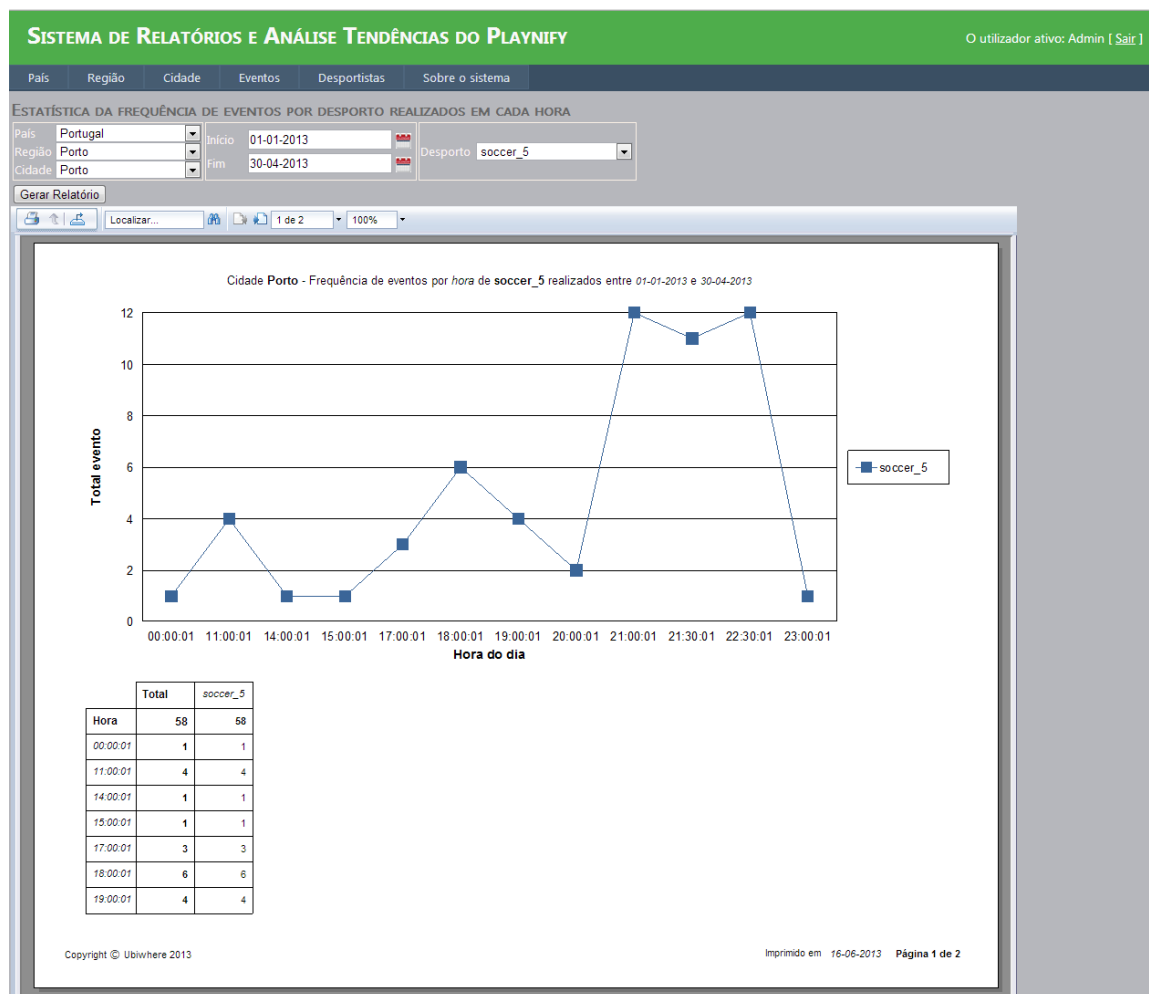 SISTEMA DE RELATÓRIOS E ANÁLISE TENDÊNCIAS DO PLAYNIFY
O utilizador ativo: Admin [ Sair ]
País Região Cidade Eventos Desportistas Sobre o sistema
ESTATÍSTICA DA FREQUÊNCIA DE EVENTOS POR DESPORTO REALIZADOS EM CADA HORA
País Portugal
Região Porto
Cidade Porto
Início 01-01-2013
Fim 30-04-2013
Desporto soccer_5
Gerar Relatório
Localizar... 1 de 2 100%
Cidade Porto - Frequência de eventos por hora de soccer_5 realizados entre 01-01-2013 e 30-04-2013
12
10
8
6
4
2
0
Total evento
soccer_5
00:00:01 11:00:01 14:00:01 15:00:01 17:00:01 18:00:01 19:00:01 20:00:01 21:00:01 21:30:01 22:30:01 23:00:01
Hora do dia
Total soccer_5
Hora 58 58
00:00:01 1 1
11:00:01 4 4
14:00:01 1 1
15:00:01 1 1
17:00:01 3 3
18:00:01 6 6
19:00:01 4 4
Copyright © Ubiwhere 2013
Imprimido em 16-06-2013 Página 1 de 2